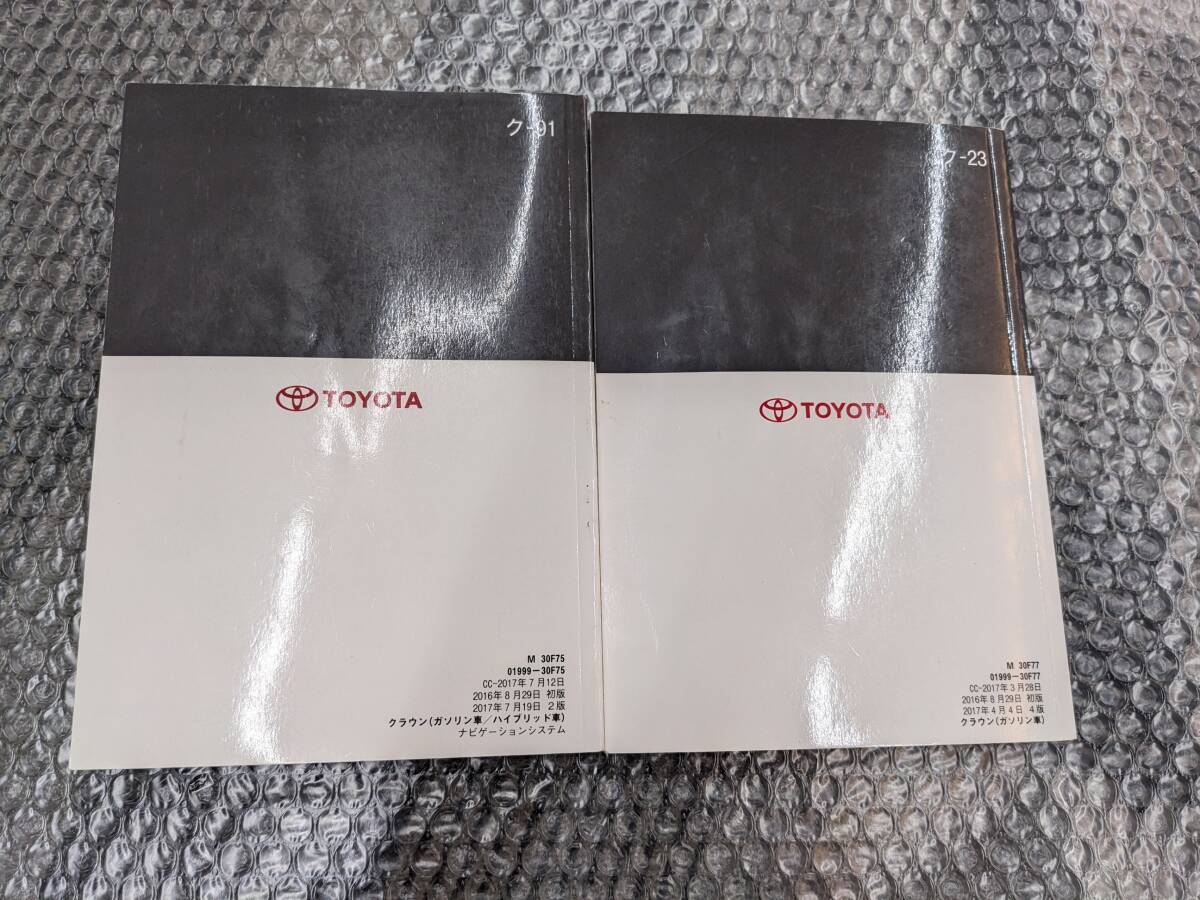 ク-91
TOYOTA
M 30F75
01999-30F75
CC-2017年7月12日
2016年8月29日 初版
2017年7月19日 2版
クラウン(ガソリン車/ハイブリッド車)
ナビゲーションシステム
ク-23
TOYOTA
M 30F77
01999-30F77
CC-2017年3月28日
2016年8月29日 初版
2017年4月4日 4版
クラウン(ガソリン車)